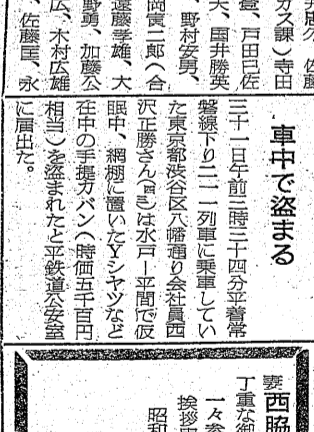 佐藤
ガス課）寺田
、戸田巳佐
夫、国井勝英
、野村安男、
岡寅二郎（合
遠藤孝雄、大
野勇、加藤公
広、木村広雄
、佐藤匡、永
車中で盗まる
三十一日午前三時三十四分平着常
磐線下り二一一列車に乗車してい
た東京都渋谷区八幡通り会社員西
沢正勝さん（四三）は水戸ー平間で仮
眠中、網棚に置いたYシヤツなど
在中の手提カバン（時価五千百円
相当）を盗まれたと平鉄道公安室
に届出た。
妻西脇
丁重な御
一々参
挨拶
昭和